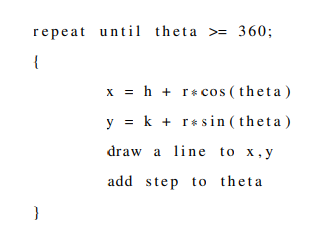 repeat until theta >= 360;
{
x = h + r*cos(theta)
y = k + r*sin(theta)
draw a line to x,y
add step to theta
}